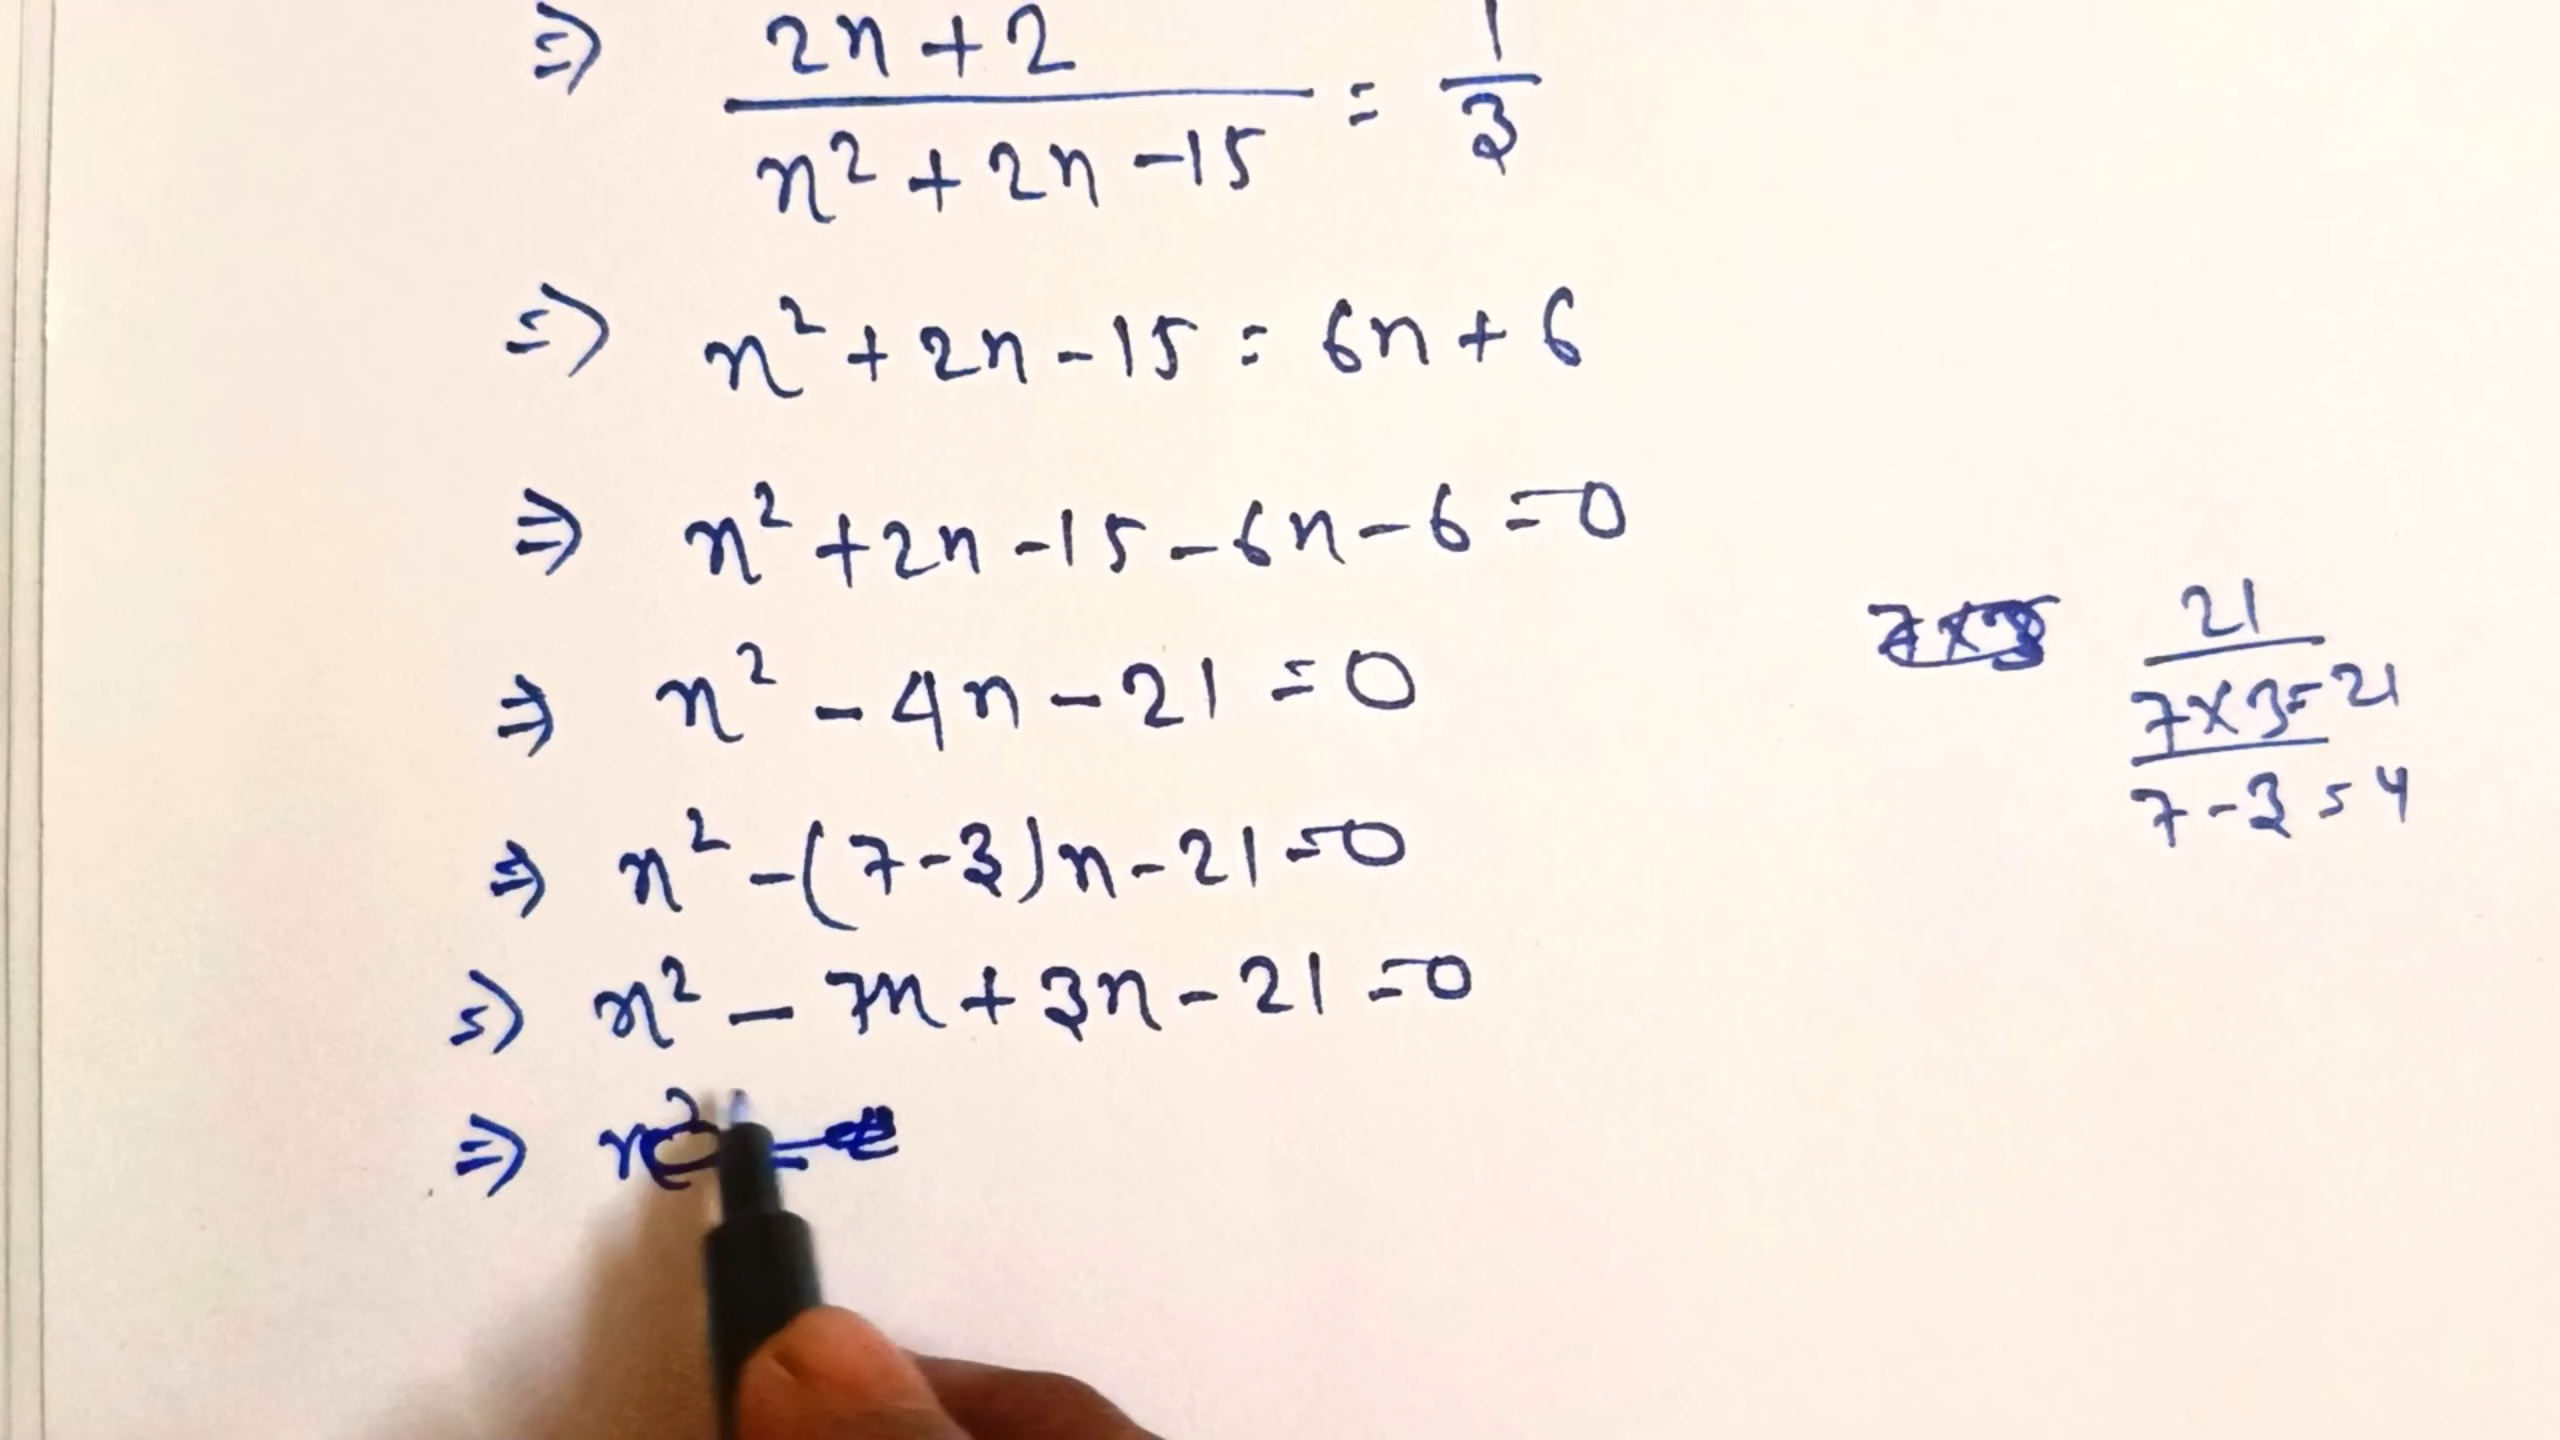 ⇒ 2n+2 / n²+2n-15 = 1/3
⇒ n²+2n-15 = 6n+6
⇒ n²+2n-15-6n-6=0
⇒ n²-4n-21=0
⇒ n²-(7-3)n-21=0
⇒ n²-7n+3n-21=0
⇒
21
7×3=21
7-3=4